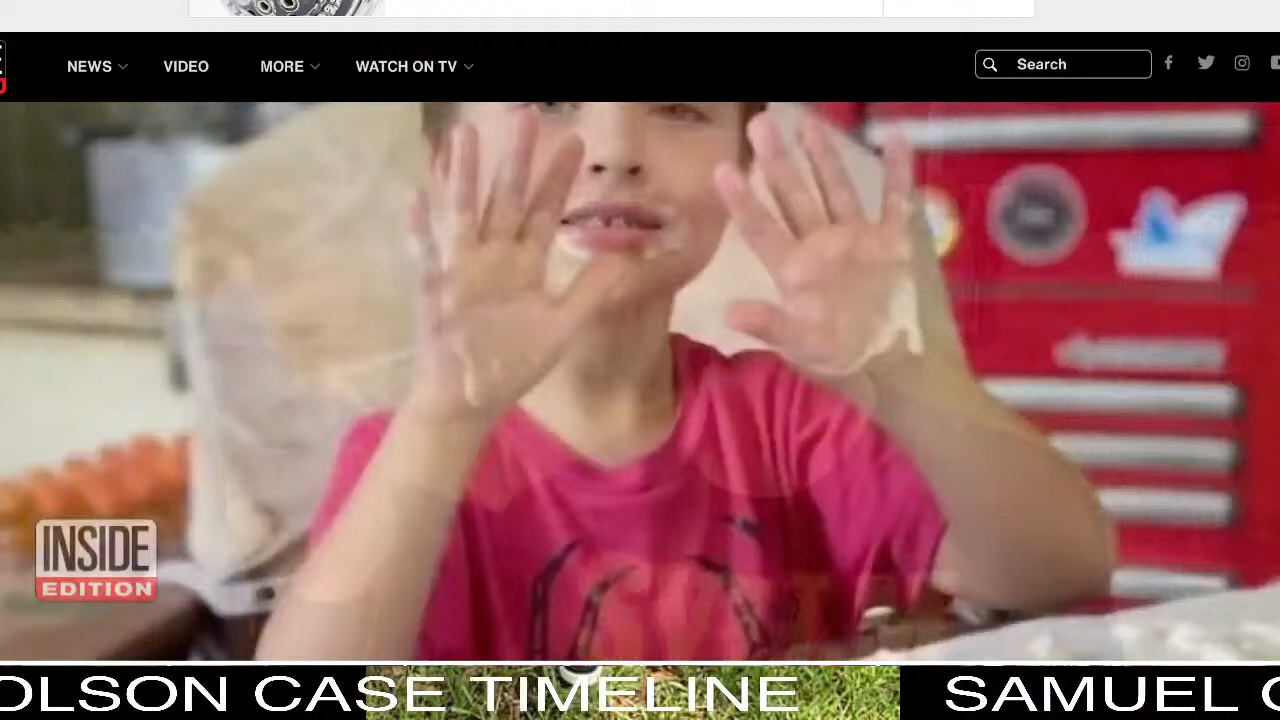 NEWS
VIDEO
MORE
WATCH ON TV
Search
INSIDE
EDITION
OLSON CASE TIMELINE
SAMUEL